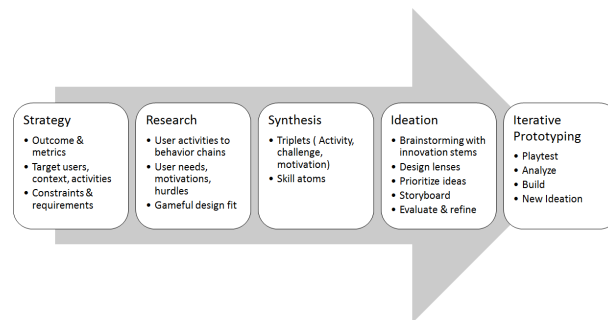 Strategy
• Outcome &
metrics
• Target users,
context, activities
• Constraints &
requirements
Research
• User activities to
behavior chains
• User needs,
motivations,
hurdles
• Gameful design fit
Synthesis
• Triplets ( Activity,
challenge,
motivation)
• Skill atoms
Ideation
• Brainstorming with
innovation stems
• Design lenses
• Prioritize ideas
• Storyboard
• Evaluate & refine
Iterative
Prototyping
• Playtest
• Analyze
• Build
• New Ideation